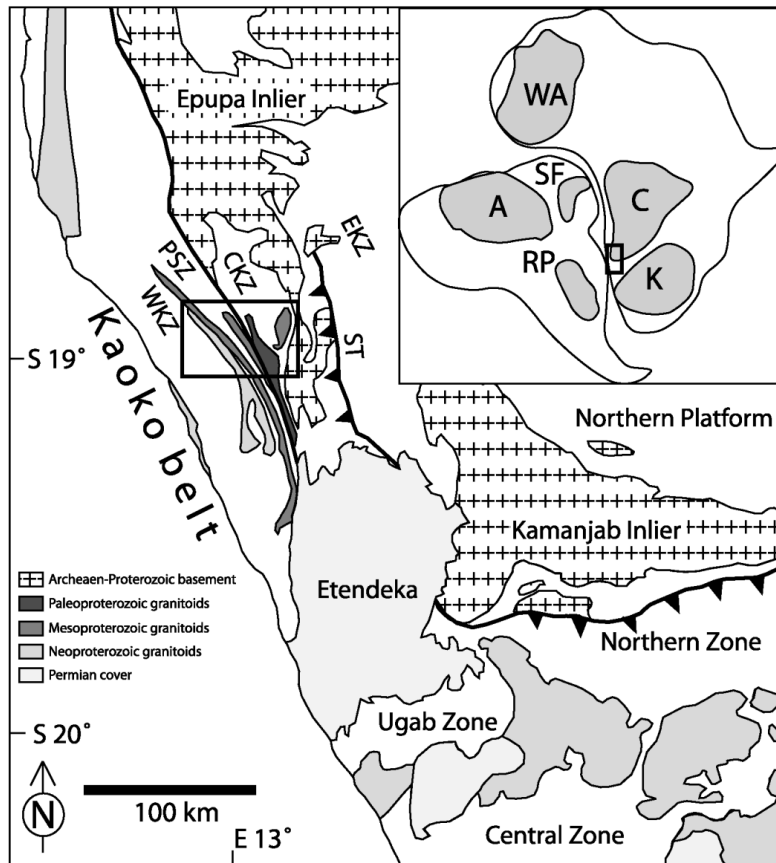 Epupa Inlier
WA
SF
A
C
RP
K
EKZ
PSZ
CKZ
WKZ
ST
S 19°
Kaoko belt
Northern Platform
Kamanjab Inlier
Etendeka
Archeaen-Proterozoic basement
Paleoproterozoic granitoids
Mesoproterozoic granitoids
Neoproterozoic granitoids
Permian cover
Northern Zone
Ugab Zone
S 20°
N
100 km
E 13°
Central Zone